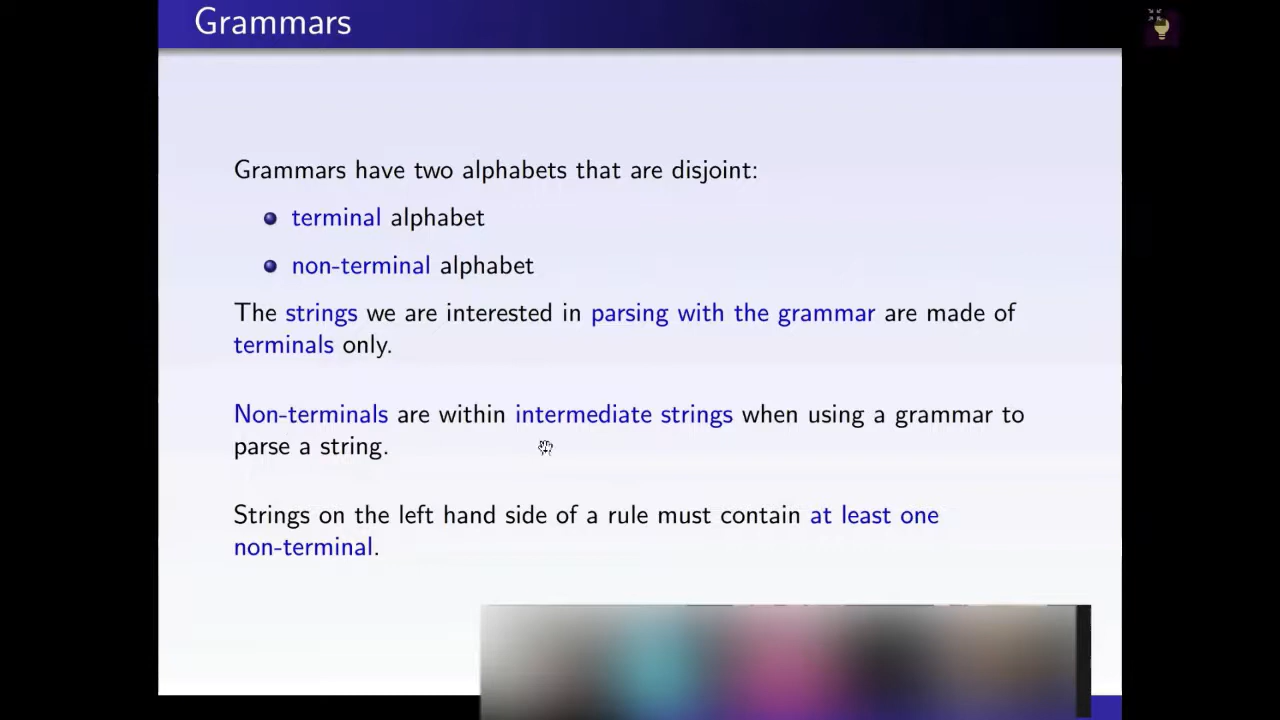 Grammars
Grammars have two alphabets that are disjoint:
terminal alphabet
non-terminal alphabet
The strings we are interested in parsing with the grammar are made of
terminals only.
Non-terminals are within intermediate strings when using a grammar to
parse a string.
Strings on the left hand side of a rule must contain at least one
non-terminal.